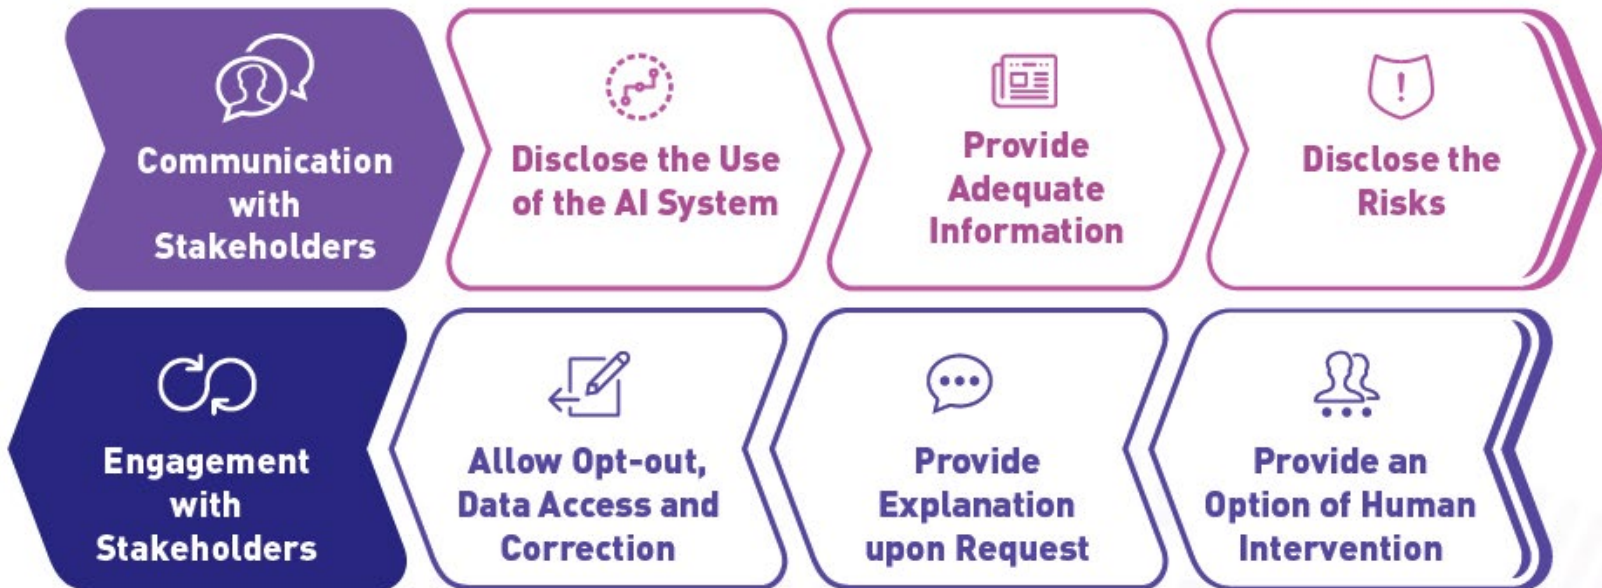 Communication
with
Stakeholders
Disclose the Use
of the AI System
Provide
Adequate
Information
Disclose the
Risks
Engagement
with
Stakeholders
Allow Opt-out,
Data Access and
Correction
Provide
Explanation
upon Request
Provide an
Option of Human
Intervention